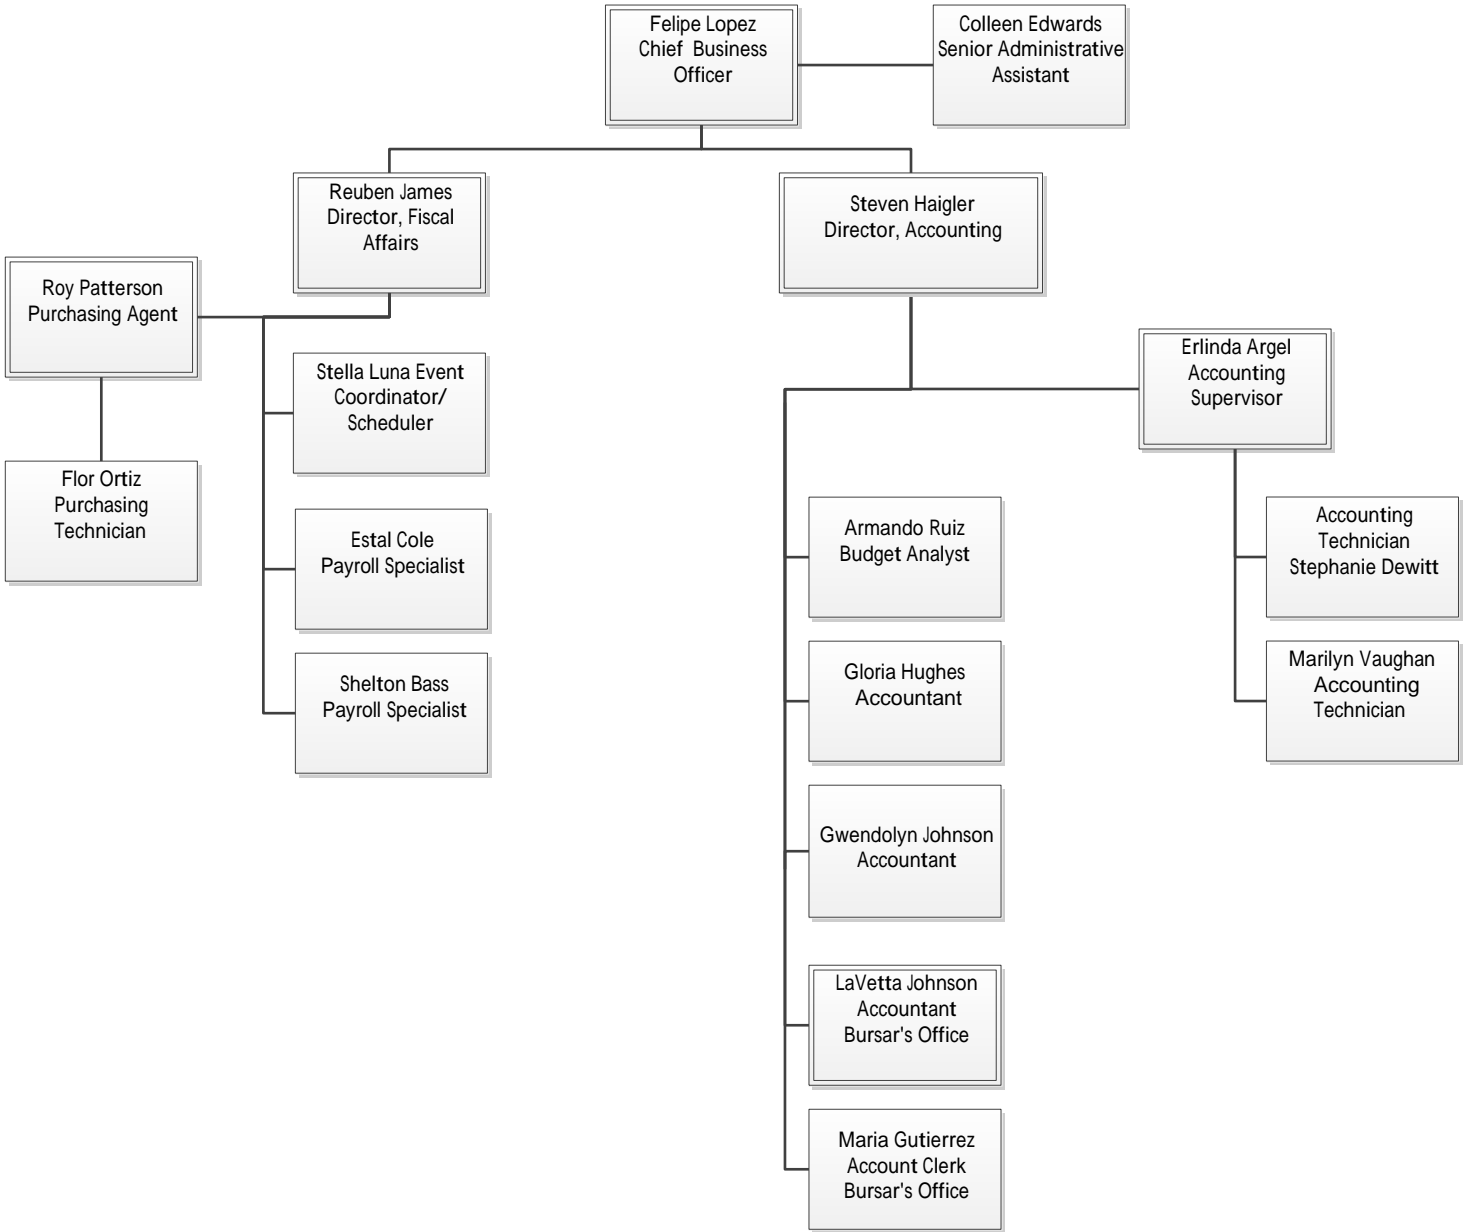 Felipe Lopez
Chief Business
Officer
Colleen Edwards
Senior Administrative
Assistant
Reuben James
Director, Fiscal
Affairs
Steven Haigler
Director, Accounting
Roy Patterson
Purchasing Agent
Flor Ortiz
Purchasing
Technician
Stella Luna Event
Coordinator/
Scheduler
Estal Cole
Payroll Specialist
Shelton Bass
Payroll Specialist
Erlinda Argel
Accounting
Supervisor
Armando Ruiz
Budget Analyst
Gloria Hughes
Accountant
Gwendolyn Johnson
Accountant
LaVetta Johnson
Accountant
Bursar's Office
Maria Gutierrez
Account Clerk
Bursar's Office
Accounting
Technician
Stephanie Dewitt
Marilyn Vaughan
Accounting
Technician